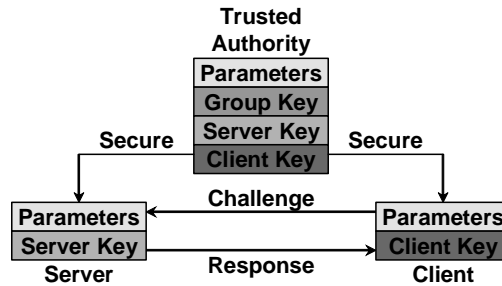 Trusted
Authority
Parameters
Group Key
Server Key
Client Key
Secure
Secure
Challenge
Parameters
Server Key
Server
Response
Parameters
Client Key
Client